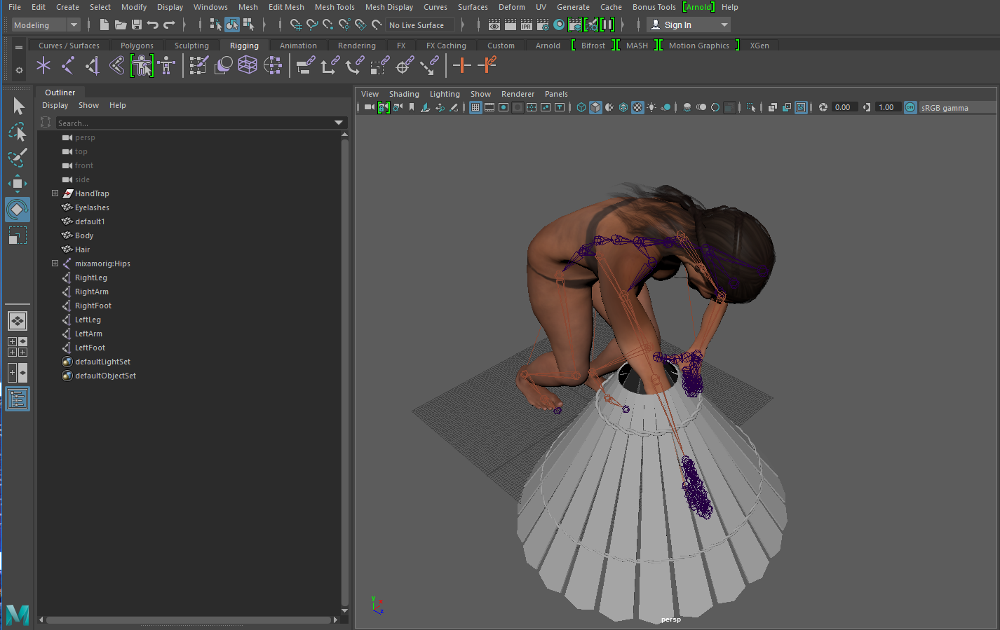 File Edit Create Select Modify Display Windows Mesh Edit Mesh Mesh Tools Mesh Display Curves Surfaces Deform UV Generate Cache Bonus Tools [Arnold] Help
Modeling No Live Surface IPR Sign In
Curves / Surfaces Polygons Sculpting Rigging Animation Rendering FX FX Caching Custom Arnold Bifrost MASH Motion Graphics XGen
Outliner
Display Show Help
Search...
persp
top
front
side
HandTrap
Eyelashes
default1
Body
Hair
mixamorig:Hips
RightLeg
RightArm
RightFoot
LeftLeg
LeftArm
LeftFoot
defaultLightSet
defaultObjectSet
View Shading Lighting Show Renderer Panels
0.00 1.00 ON sRGB gamma
y
x
z
persp
M